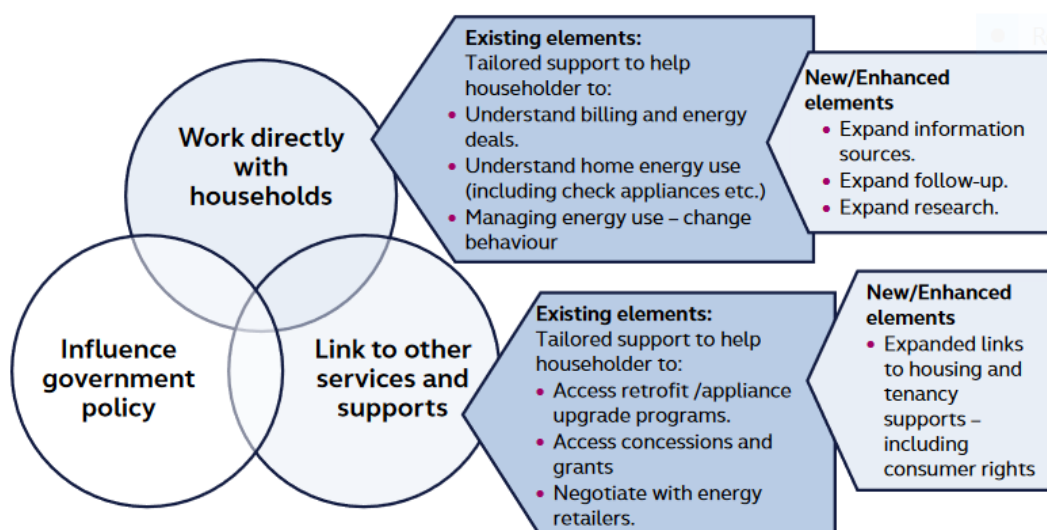 Work directly
with
households
Influence
government
policy
Link to other
services and
supports
Existing elements:
Tailored support to help
householder to:
• Understand billing and energy
deals.
• Understand home energy use
(including check appliances etc.)
• Managing energy use – change
behaviour
New/Enhanced
elements
• Expand information
sources.
• Expand follow-up.
• Expand research.
Existing elements:
Tailored support to help
householder to:
• Access retrofit /appliance
upgrade programs.
• Access concessions and
grants
• Negotiate with energy
retailers.
New/Enhanced
elements
• Expanded links
to housing and
tenancy
supports –
including
consumer rights